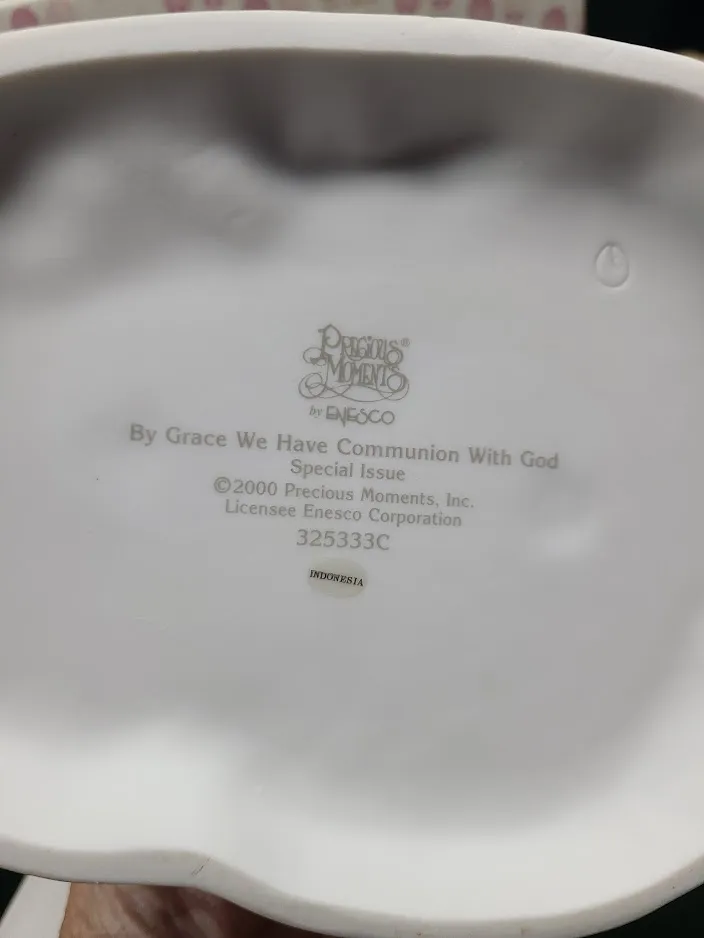 PRECIOUS MOMENTS®
by ENESCO
By Grace We Have Communion With God
Special Issue
©2000 Precious Moments, Inc.
Licensee Enesco Corporation
325333C
INDONESIA